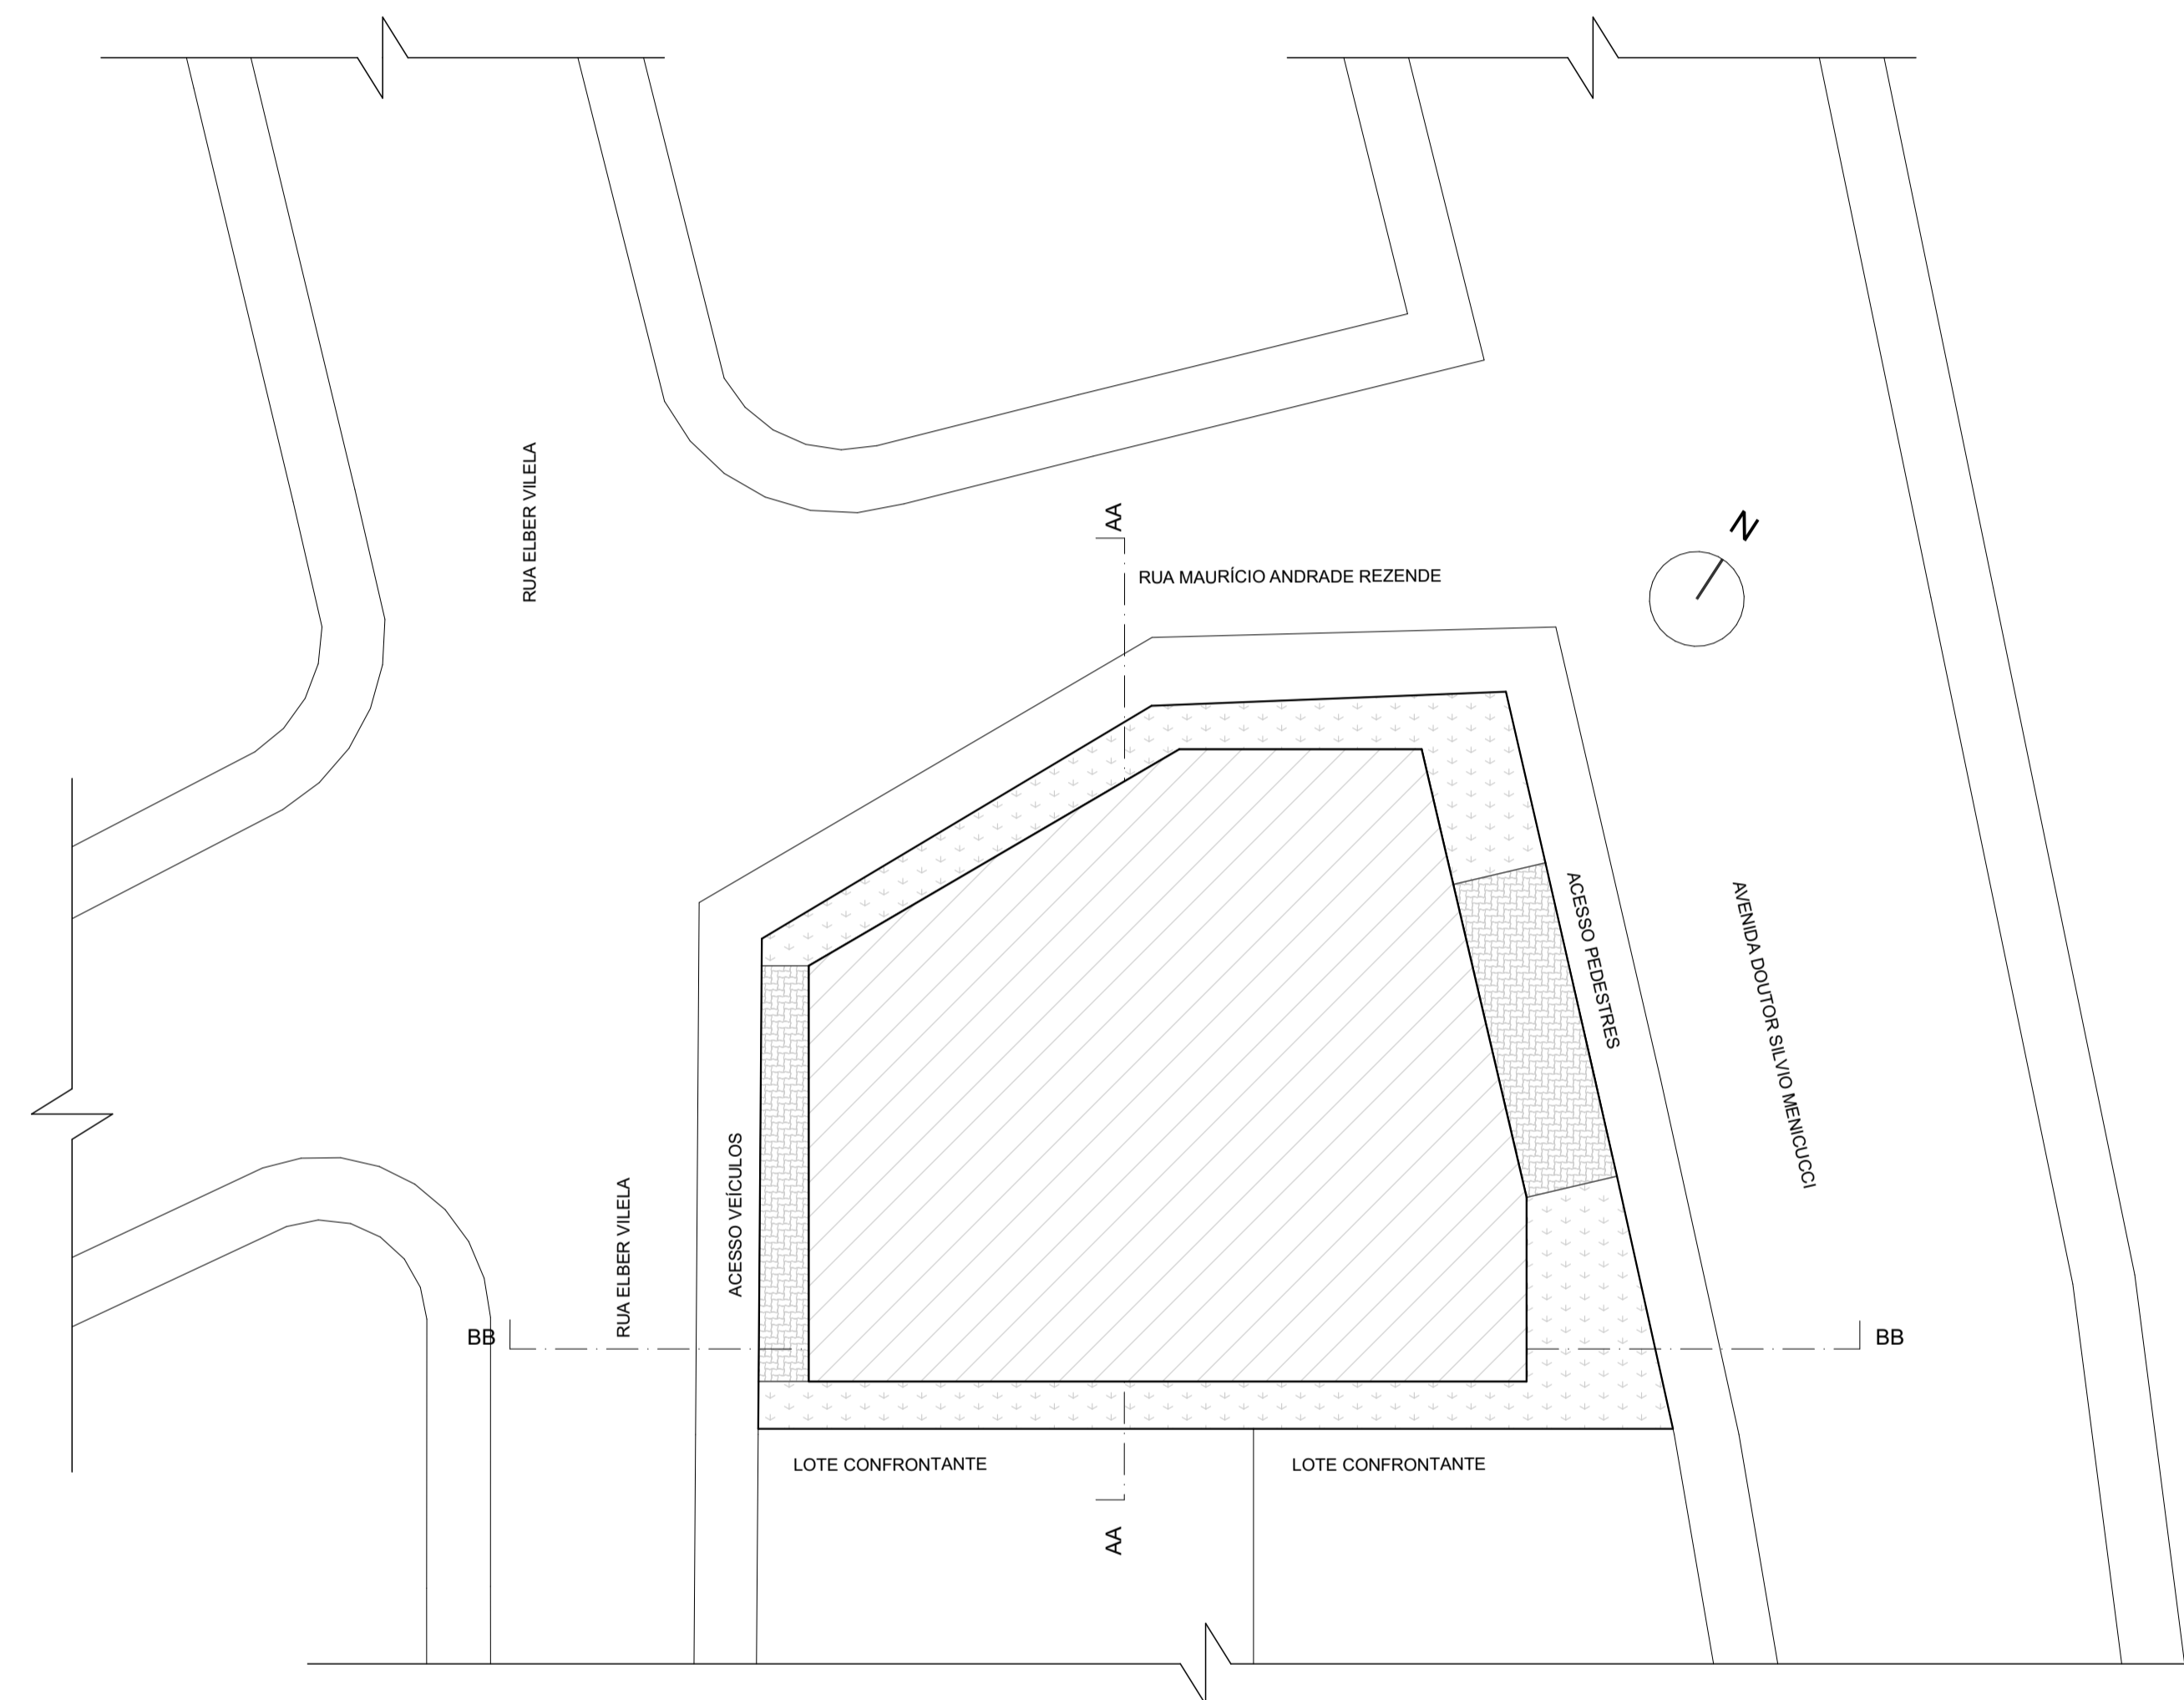 RUA ELBER VILELA
AA
N
RUA MAURÍCIO ANDRADE REZENDE
ACESSO PEDESTRES
AVENIDA DOUTOR SILVIO MENICUCCI
ACESSO VEÍCULOS
RUA ELBER VILELA
BB
BB
LOTE CONFRONTANTE
LOTE CONFRONTANTE
AA